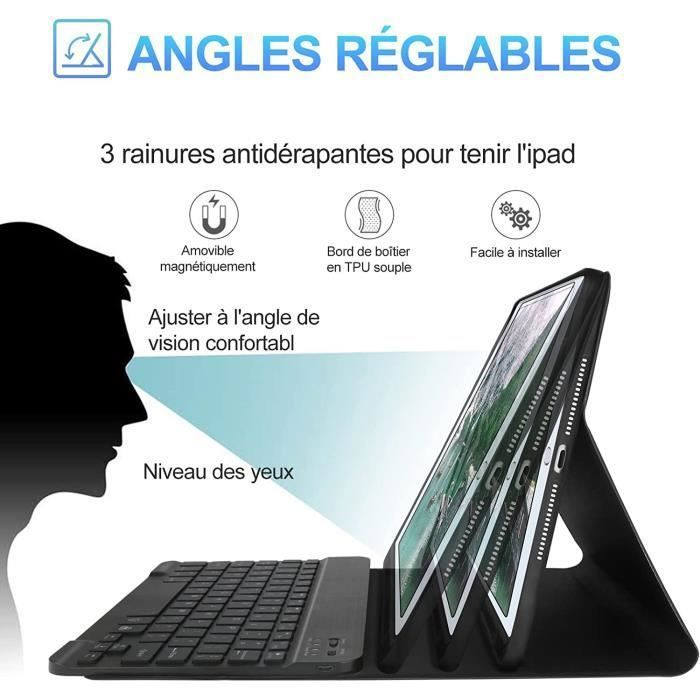 ANGLES RÉGLABLES
3 rainures antidérapantes pour tenir l'ipad
Amovible
magnétiquement
Bord de boîtier
en TPU souple
Facile à installer
Ajuster à l'angle de
vision confortabl
Niveau des yeux